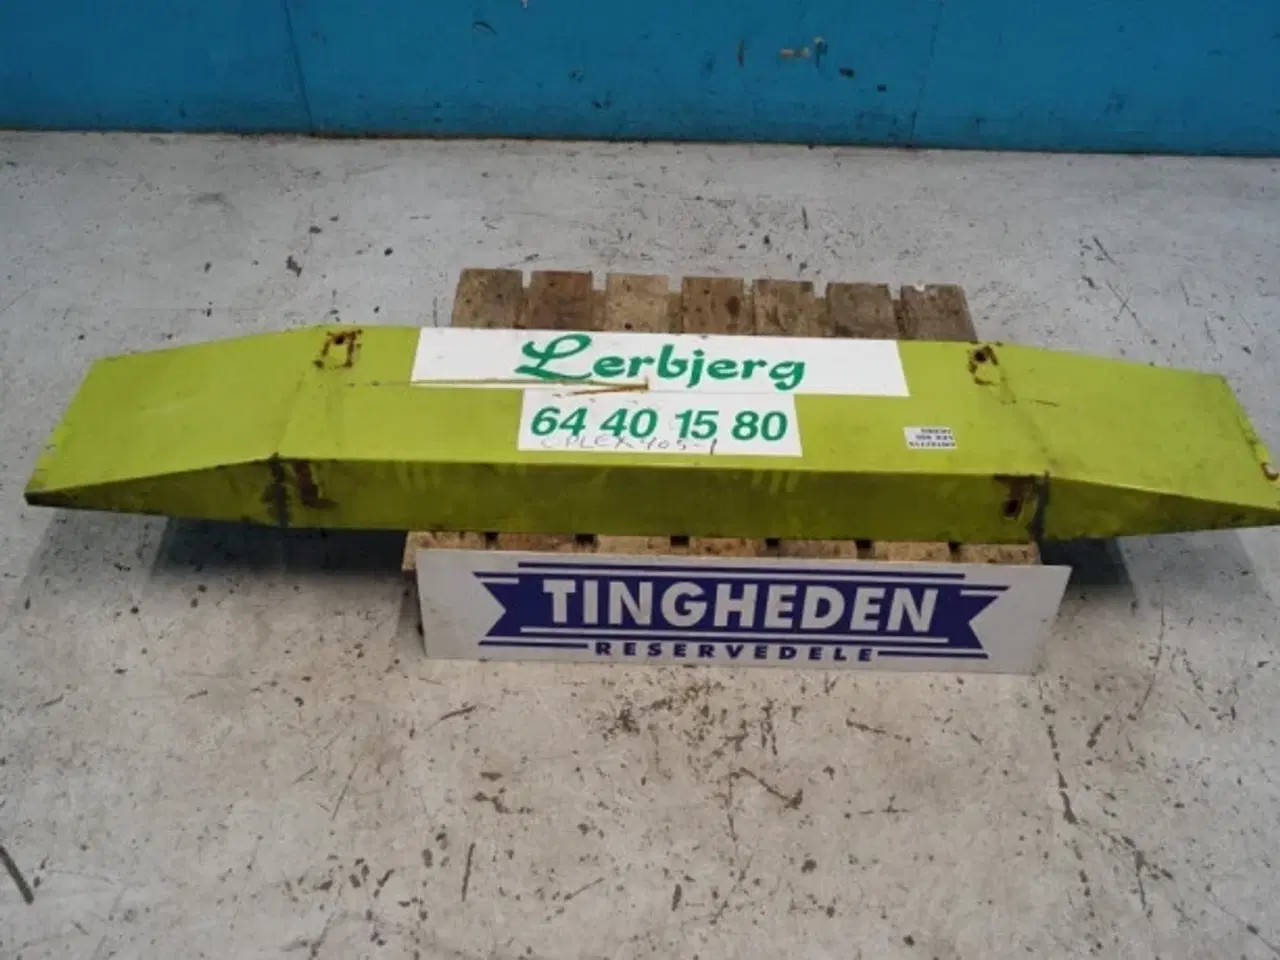 Lerbjerg
64 40 15 80
TINGHEDEN
RESERVEDELE